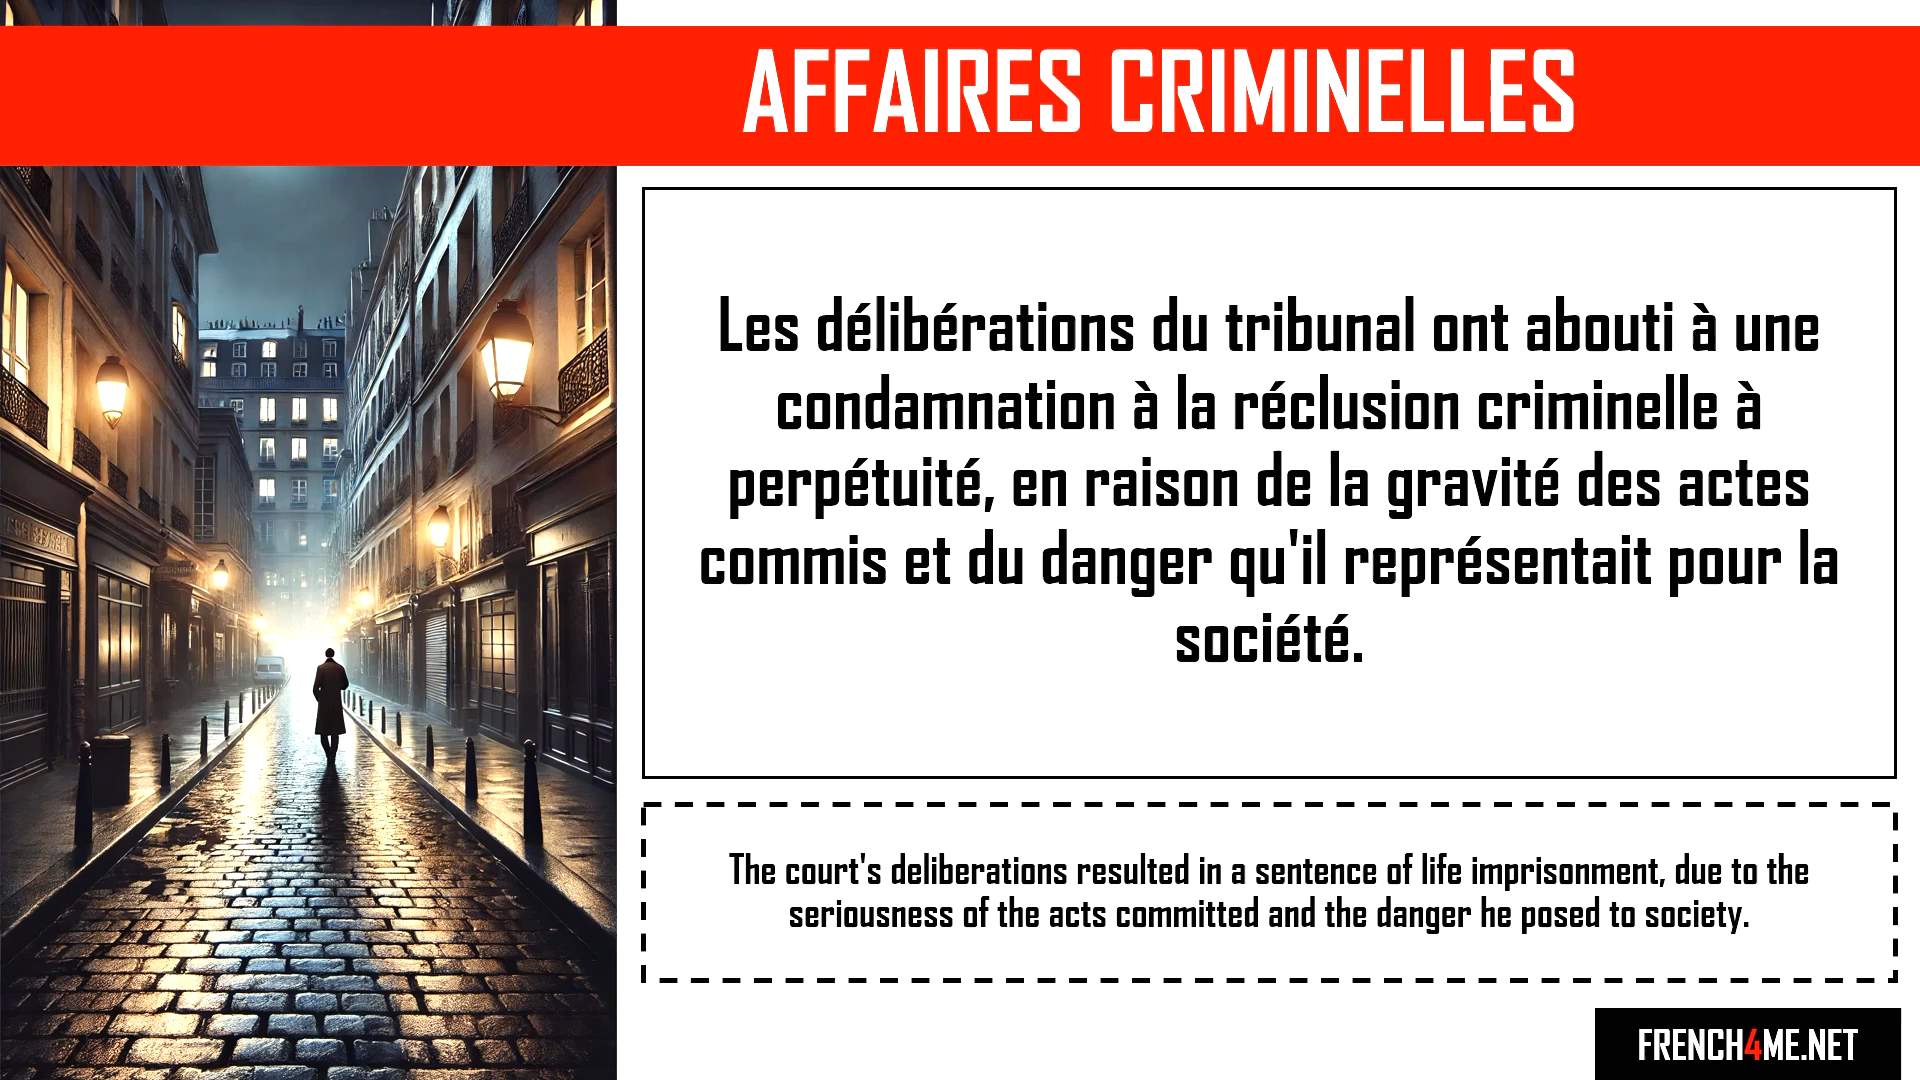 AFFAIRES CRIMINELLES
Les délibérations du tribunal ont abouti à une
condamnation à la réclusion criminelle à
perpétuité, en raison de la gravité des actes
commis et du danger qu'il représentait pour la
société.
The court's deliberations resulted in a sentence of life imprisonment, due to the
seriousness of the acts committed and the danger he posed to society.
FRENCH4ME.NET